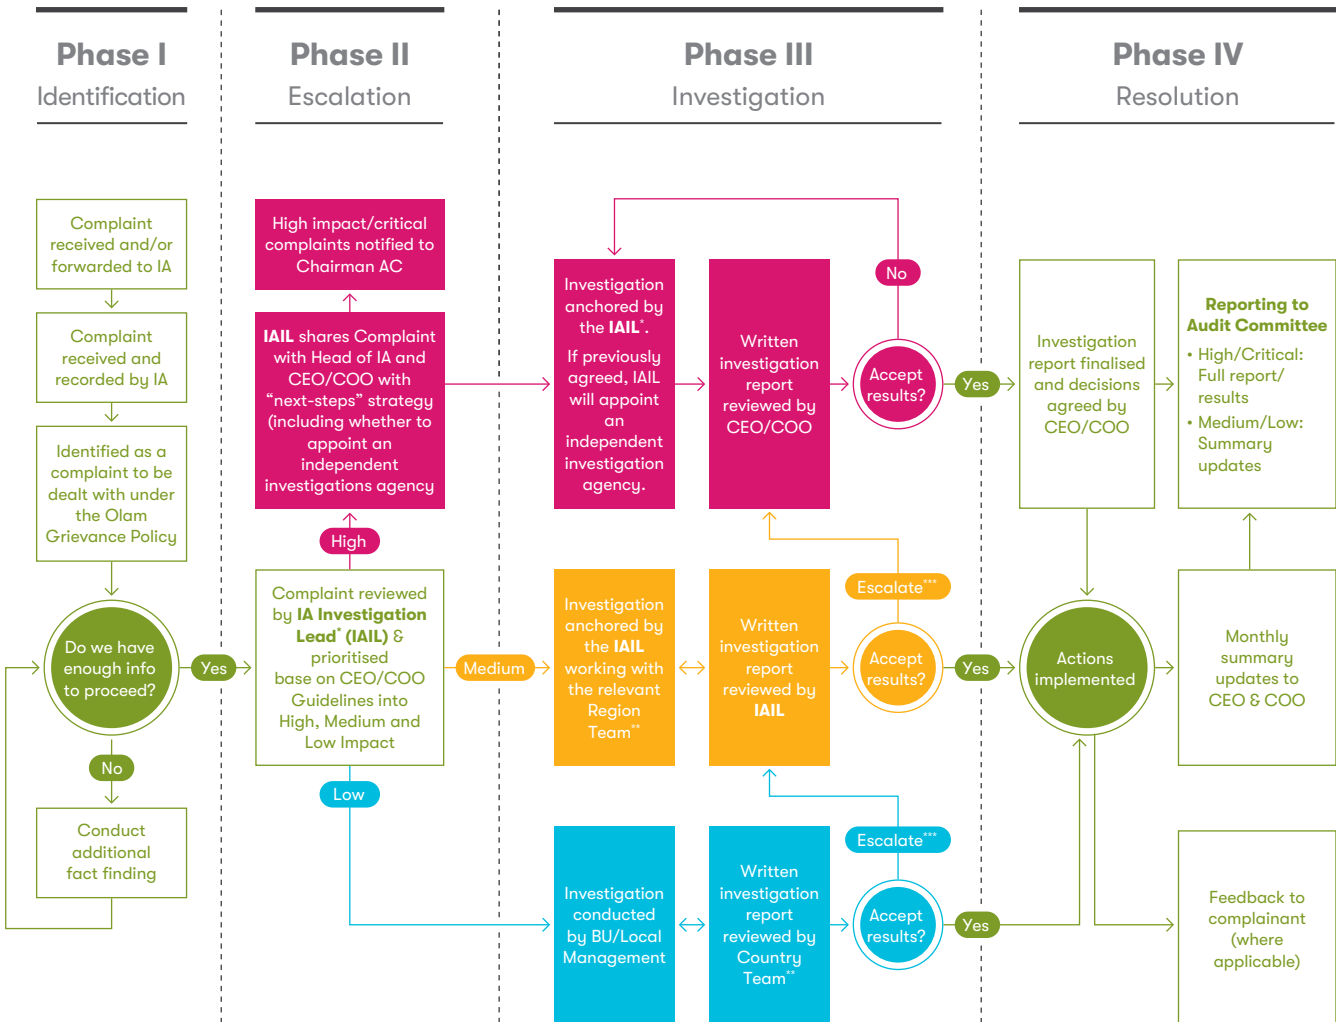 Phase I
Identification
Phase II
Escalation
Phase III
Investigation
Phase IV
Resolution
Complaint
received and/or
forwarded to IA
Complaint
received and
recorded by IA
Identified as a
complaint to be
dealt with under
the Olam
Grievance Policy
Do we have
enough info
to proceed?
Yes
No
Conduct
additional
fact finding
High impact/critical
complaints notified to
Chairman AC
IAIL shares Complaint
with Head of IA and
CEO/COO with
“next-steps” strategy
(including whether to
appoint an
independent
investigations agency
High
Complaint reviewed
by IA Investigation
Lead* (IAIL) &
prioritised
base on CEO/COO
Guidelines into
High, Medium and
Low Impact
Medium
Low
Investigation
anchored by
the IAIL*.
If previously
agreed, IAIL
will appoint
an
independent
investigation
agency.
Written
investigation
report
reviewed by
CEO/COO
No
Accept
results?
Yes
Investigation
anchored by
the IAIL
working with
the relevant
Region
Team**
Written
investigation
report
reviewed by
IAIL
Escalate***
Accept
results?
Yes
Investigation
conducted
by BU/Local
Management
Written
investigation
report
reviewed by
Country
Team**
Escalate***
Accept
results?
Yes
Investigation
report finalised
and decisions
agreed by
CEO/COO
Reporting to
Audit Committee
• High/Critical:
Full report/
results
• Medium/Low:
Summary
updates
Actions
implemented
Monthly
summary
updates to
CEO & COO
Feedback to
complainant
(where
applicable)